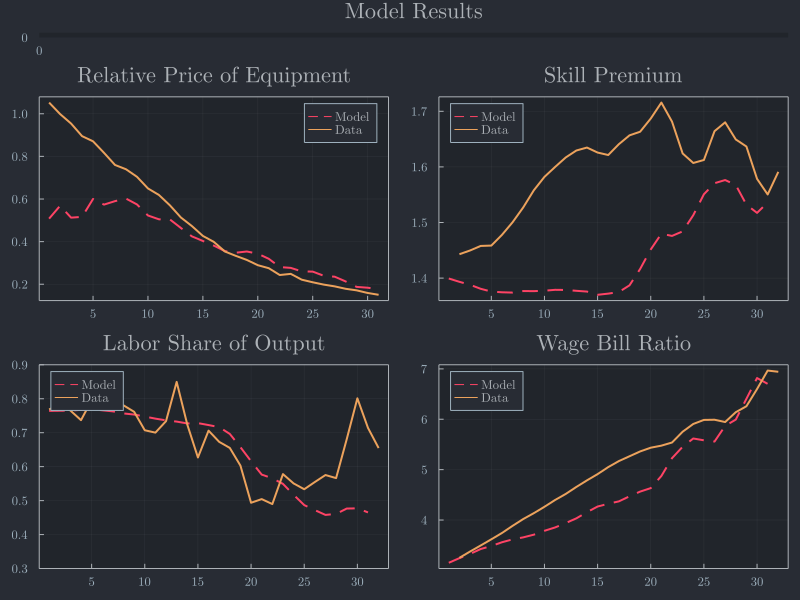 Model Results
0
0
Relative Price of Equipment
Model
Data
1.0
0.8
0.6
0.4
0.2
5 10 15 20 25 30
Skill Premium
Model
Data
1.7
1.6
1.5
1.4
5 10 15 20 25 30
Labor Share of Output
Model
Data
0.9
0.8
0.7
0.6
0.5
0.4
0.3
5 10 15 20 25 30
Wage Bill Ratio
Model
Data
7
6
5
4
5 10 15 20 25 30